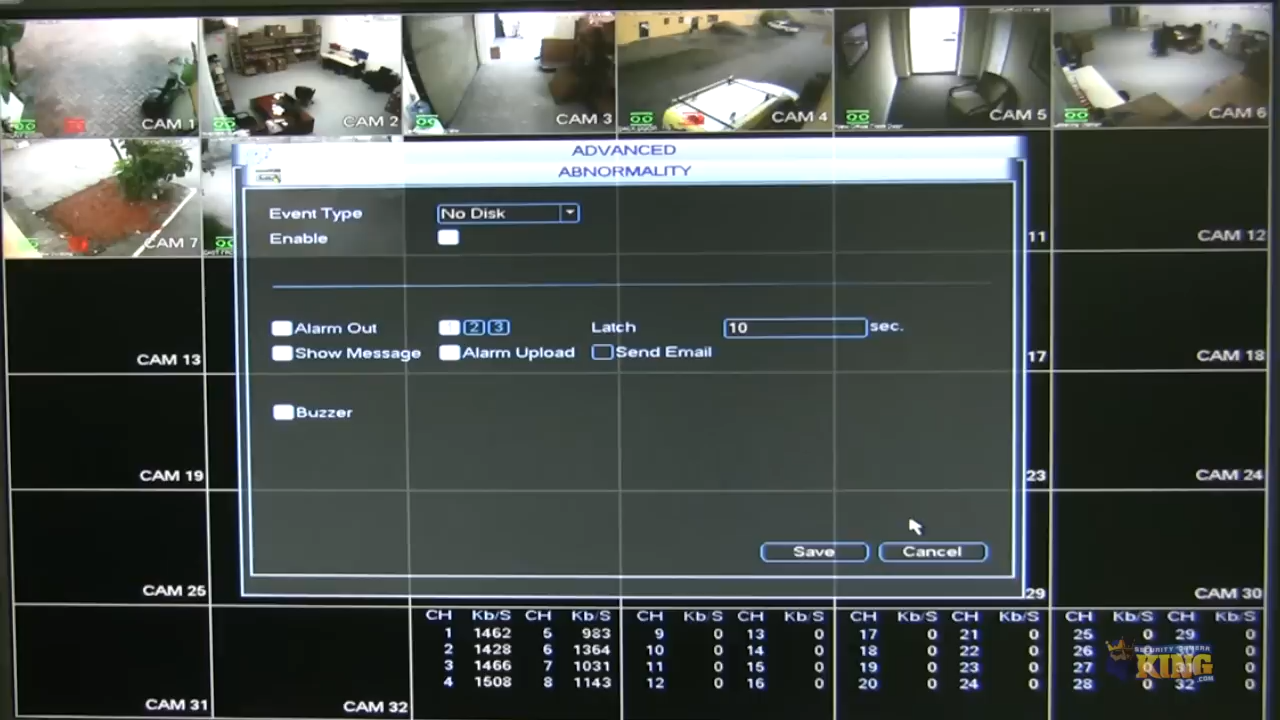 CAM 1
CAM 2
CAM 3
CAM 4
CAM 5
CAM 6
CAM 7
ADVANCED
ABNORMALITY
Event Type No Disk
Enable
11
CAM 12
Alarm Out 1 2 3 Latch 10 sec.
Show Message Alarm Upload Send Email
CAM 13
17
CAM 18
Buzzer
CAM 19
23
CAM 24
Save Cancel
CAM 25
29
CAM 30
CH Kb/S CH Kb/S CH Kb/S CH Kb/S CH Kb/S CH Kb/S CH Kb/S CH Kb/S
1 1462 5 983 9 0 13 0 17 0 21 0 25 0 29 0
2 1428 6 1364 10 0 14 0 18 0 22 0 26 0
3 1466 7 1031 11 0 15 0 19 0 23 0 27 0 31 0
4 1508 8 1143 12 0 16 0 20 0 24 0 28 0 32 0
CAM 31
CAM 32
SECURITY CAMERA
KING
.COM